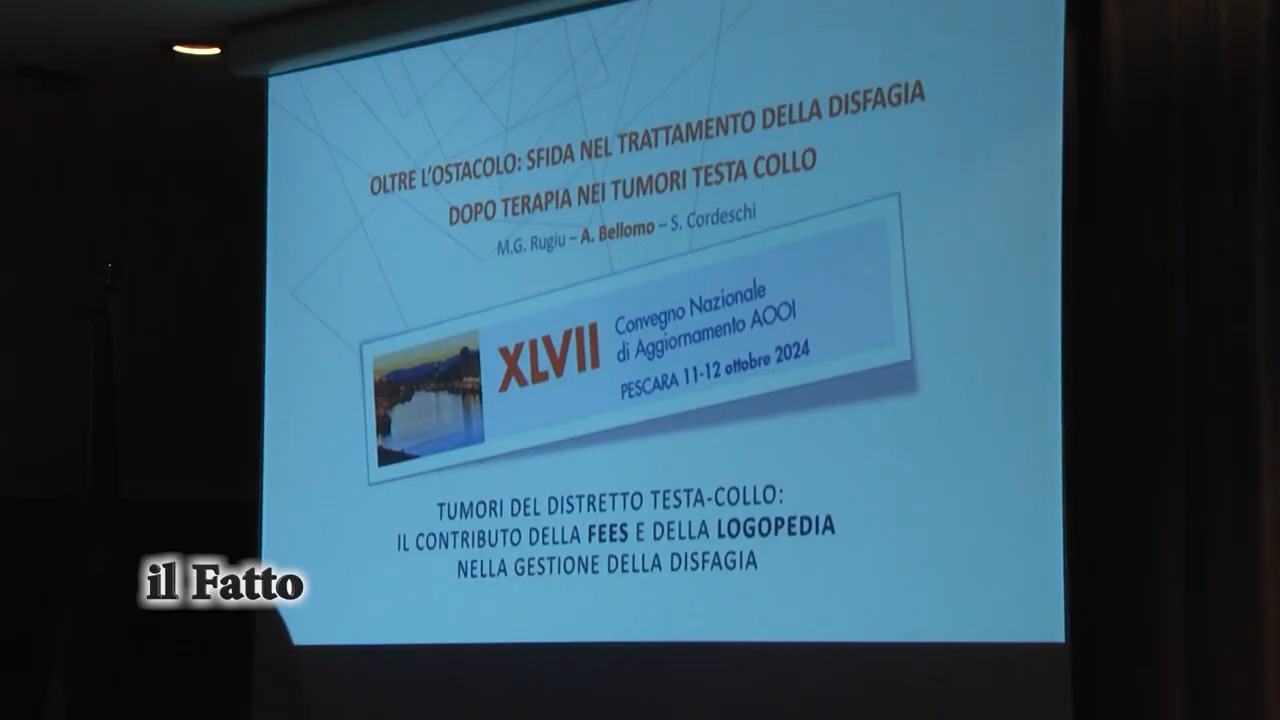 OLTRE L'OSTACOLO: SFIDA NEL TRATTAMENTO DELLA DISFAGIA
DOPO TERAPIA NEI TUMORI TESTA COLLO
M.G. Rugiu – A. Bellomo – S. Cordeschi
XLVII
Convegno Nazionale
di Aggiornamento AOOI
PESCARA 11-12 ottobre 2024
TUMORI DEL DISTRETTO TESTA-COLLO:
IL CONTRIBUTO DELLA FEES E DELLA LOGOPEDIA
NELLA GESTIONE DELLA DISFAGIA
il Fatto